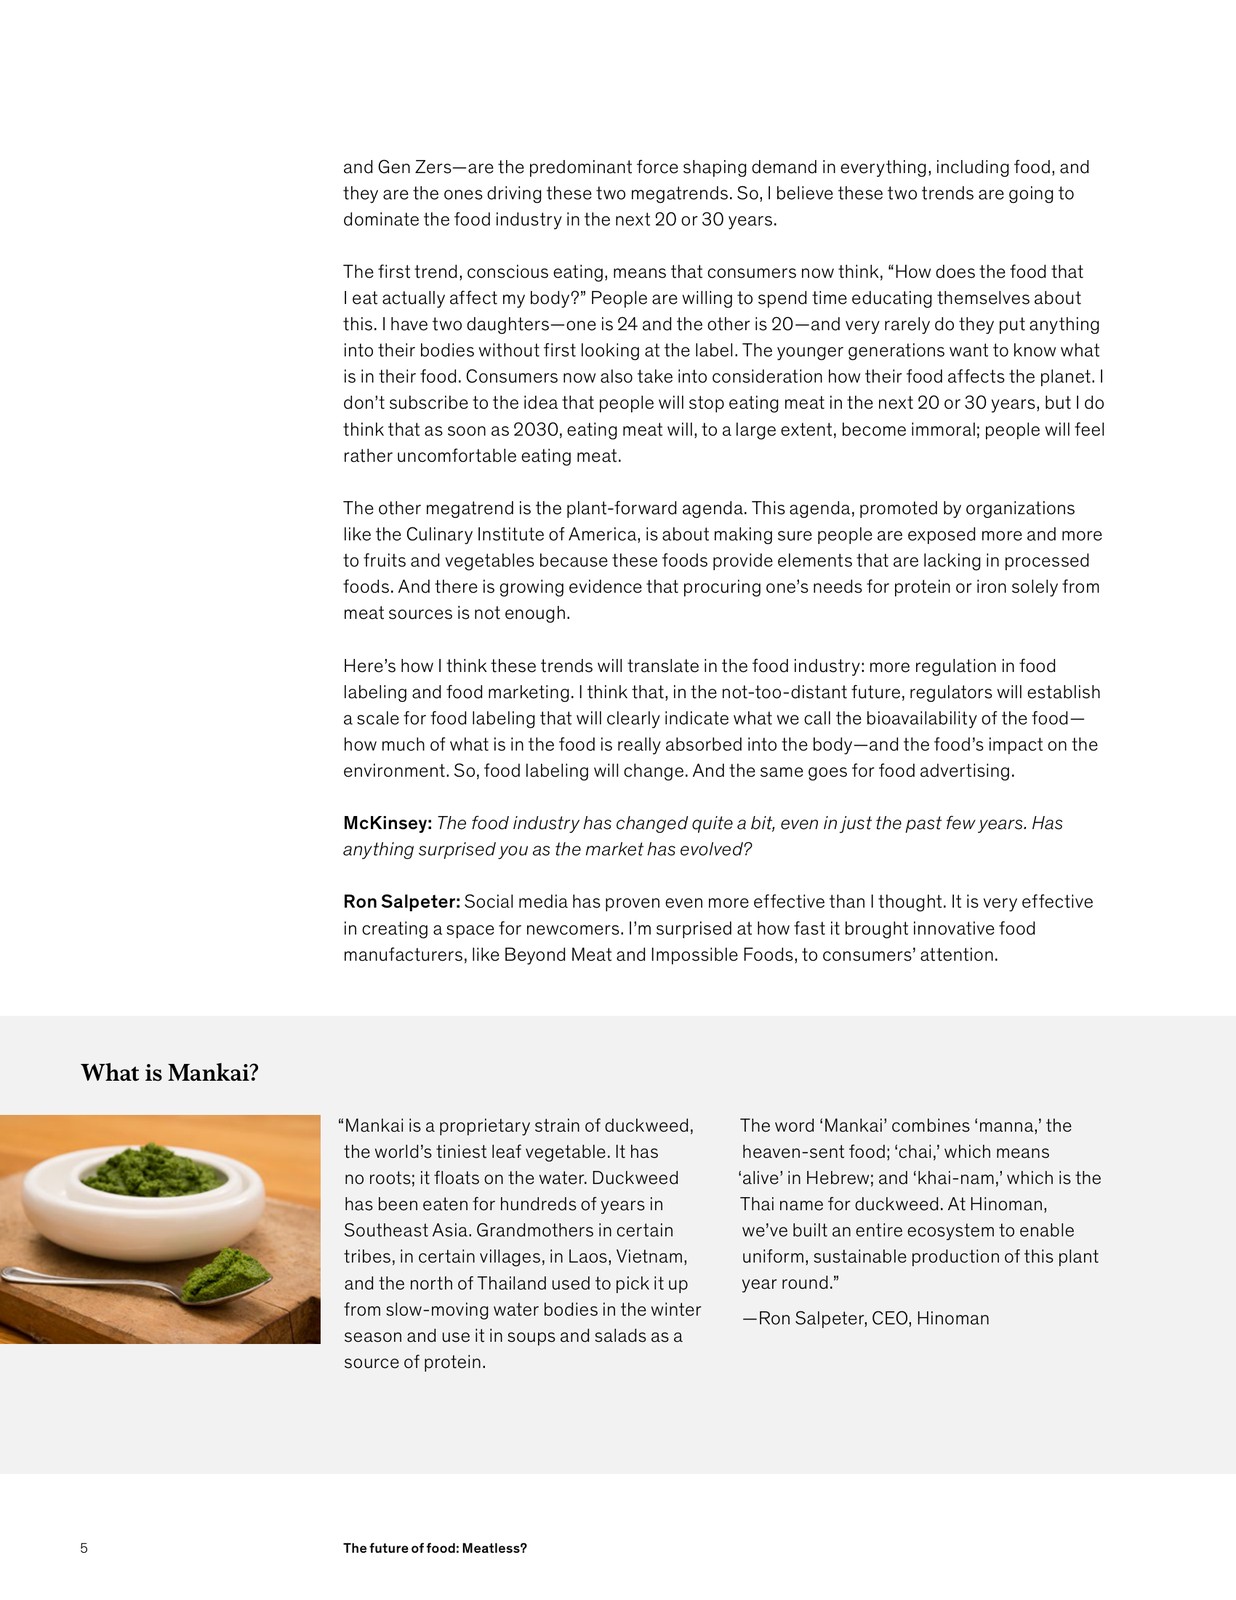 and Gen Zers—are the predominant force shaping demand in everything, including food, and
they are the ones driving these two megatrends. So, I believe these two trends are going to
dominate the food industry in the next 20 or 30 years.
The first trend, conscious eating, means that consumers now think, “How does the food that
I eat actually affect my body?” People are willing to spend time educating themselves about
this. I have two daughters—one is 24 and the other is 20—and very rarely do they put anything
into their bodies without first looking at the label. The younger generations want to know what
is in their food. Consumers now also take into consideration how their food affects the planet. I
don’t subscribe to the idea that people will stop eating meat in the next 20 or 30 years, but I do
think that as soon as 2030, eating meat will, to a large extent, become immoral; people will feel
rather uncomfortable eating meat.
The other megatrend is the plant-forward agenda. This agenda, promoted by organizations
like the Culinary Institute of America, is about making sure people are exposed more and more
to fruits and vegetables because these foods provide elements that are lacking in processed
foods. And there is growing evidence that procuring one’s needs for protein or iron solely from
meat sources is not enough.
Here’s how I think these trends will translate in the food industry: more regulation in food
labeling and food marketing. I think that, in the not-too-distant future, regulators will establish
a scale for food labeling that will clearly indicate what we call the bioavailability of the food—
how much of what is in the food is really absorbed into the body—and the food’s impact on the
environment. So, food labeling will change. And the same goes for food advertising.
McKinsey: The food industry has changed quite a bit, even in just the past few years. Has
anything surprised you as the market has evolved?
Ron Salpeter: Social media has proven even more effective than I thought. It is very effective
in creating a space for newcomers. I’m surprised at how fast it brought innovative food
manufacturers, like Beyond Meat and Impossible Foods, to consumers’ attention.
What is Mankai?
“Mankai is a proprietary strain of duckweed,
the world’s tiniest leaf vegetable. It has
no roots; it floats on the water. Duckweed
has been eaten for hundreds of years in
Southeast Asia. Grandmothers in certain
tribes, in certain villages, in Laos, Vietnam,
and the north of Thailand used to pick it up
from slow-moving water bodies in the winter
season and use it in soups and salads as a
source of protein.
The word ‘Mankai’ combines ‘manna,’ the
heaven-sent food; ‘chai,’ which means
‘alive’ in Hebrew; and ‘khai-nam,’ which is the
Thai name for duckweed. At Hinoman,
we’ve built an entire ecosystem to enable
uniform, sustainable production of this plant
year round.”
—Ron Salpeter, CEO, Hinoman
5
The future of food: Meatless?